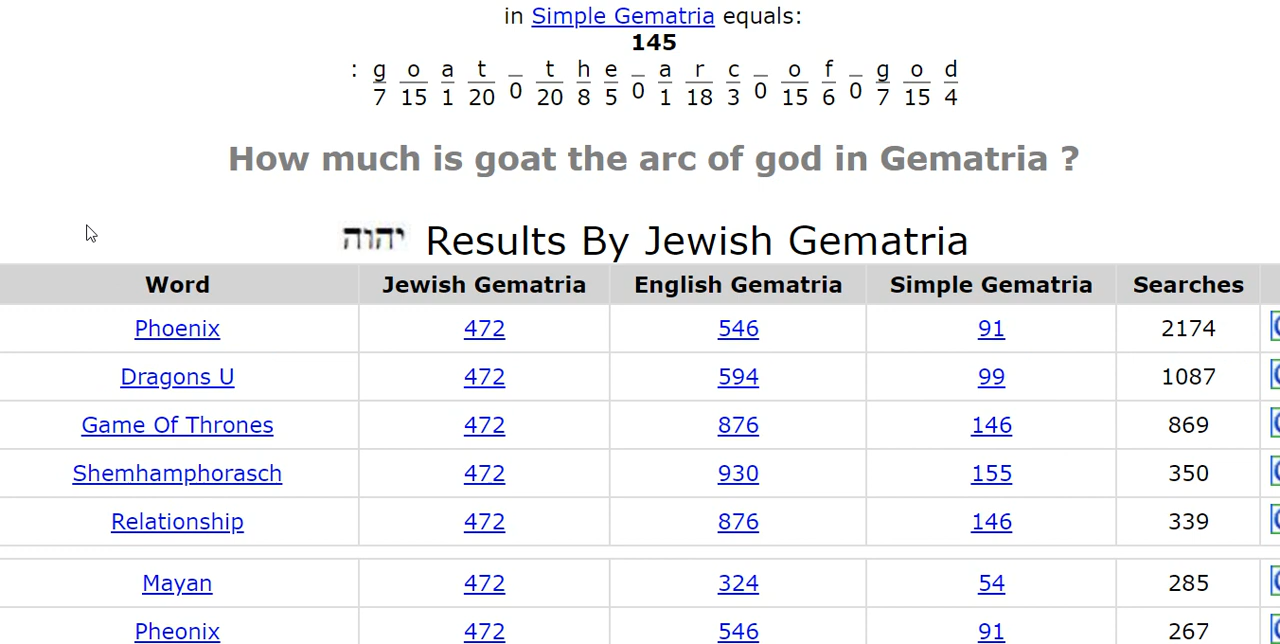 in Simple Gematria equals:
145
: g o a t _ t h e _ a r c _ o f _ g o d
7 15 1 20 0 20 8 5 0 1 18 3 0 15 6 0 7 15 4
How much is goat the arc of god in Gematria ?
יהוה Results By Jewish Gematria
Word Jewish Gematria English Gematria Simple Gematria Searches
Phoenix 472 546 91 2174
Dragons U 472 594 99 1087
Game Of Thrones 472 876 146 869
Shemhamphorasch 472 930 155 350
Relationship 472 876 146 339
Mayan 472 324 54 285
Pheonix 472 546 91 267